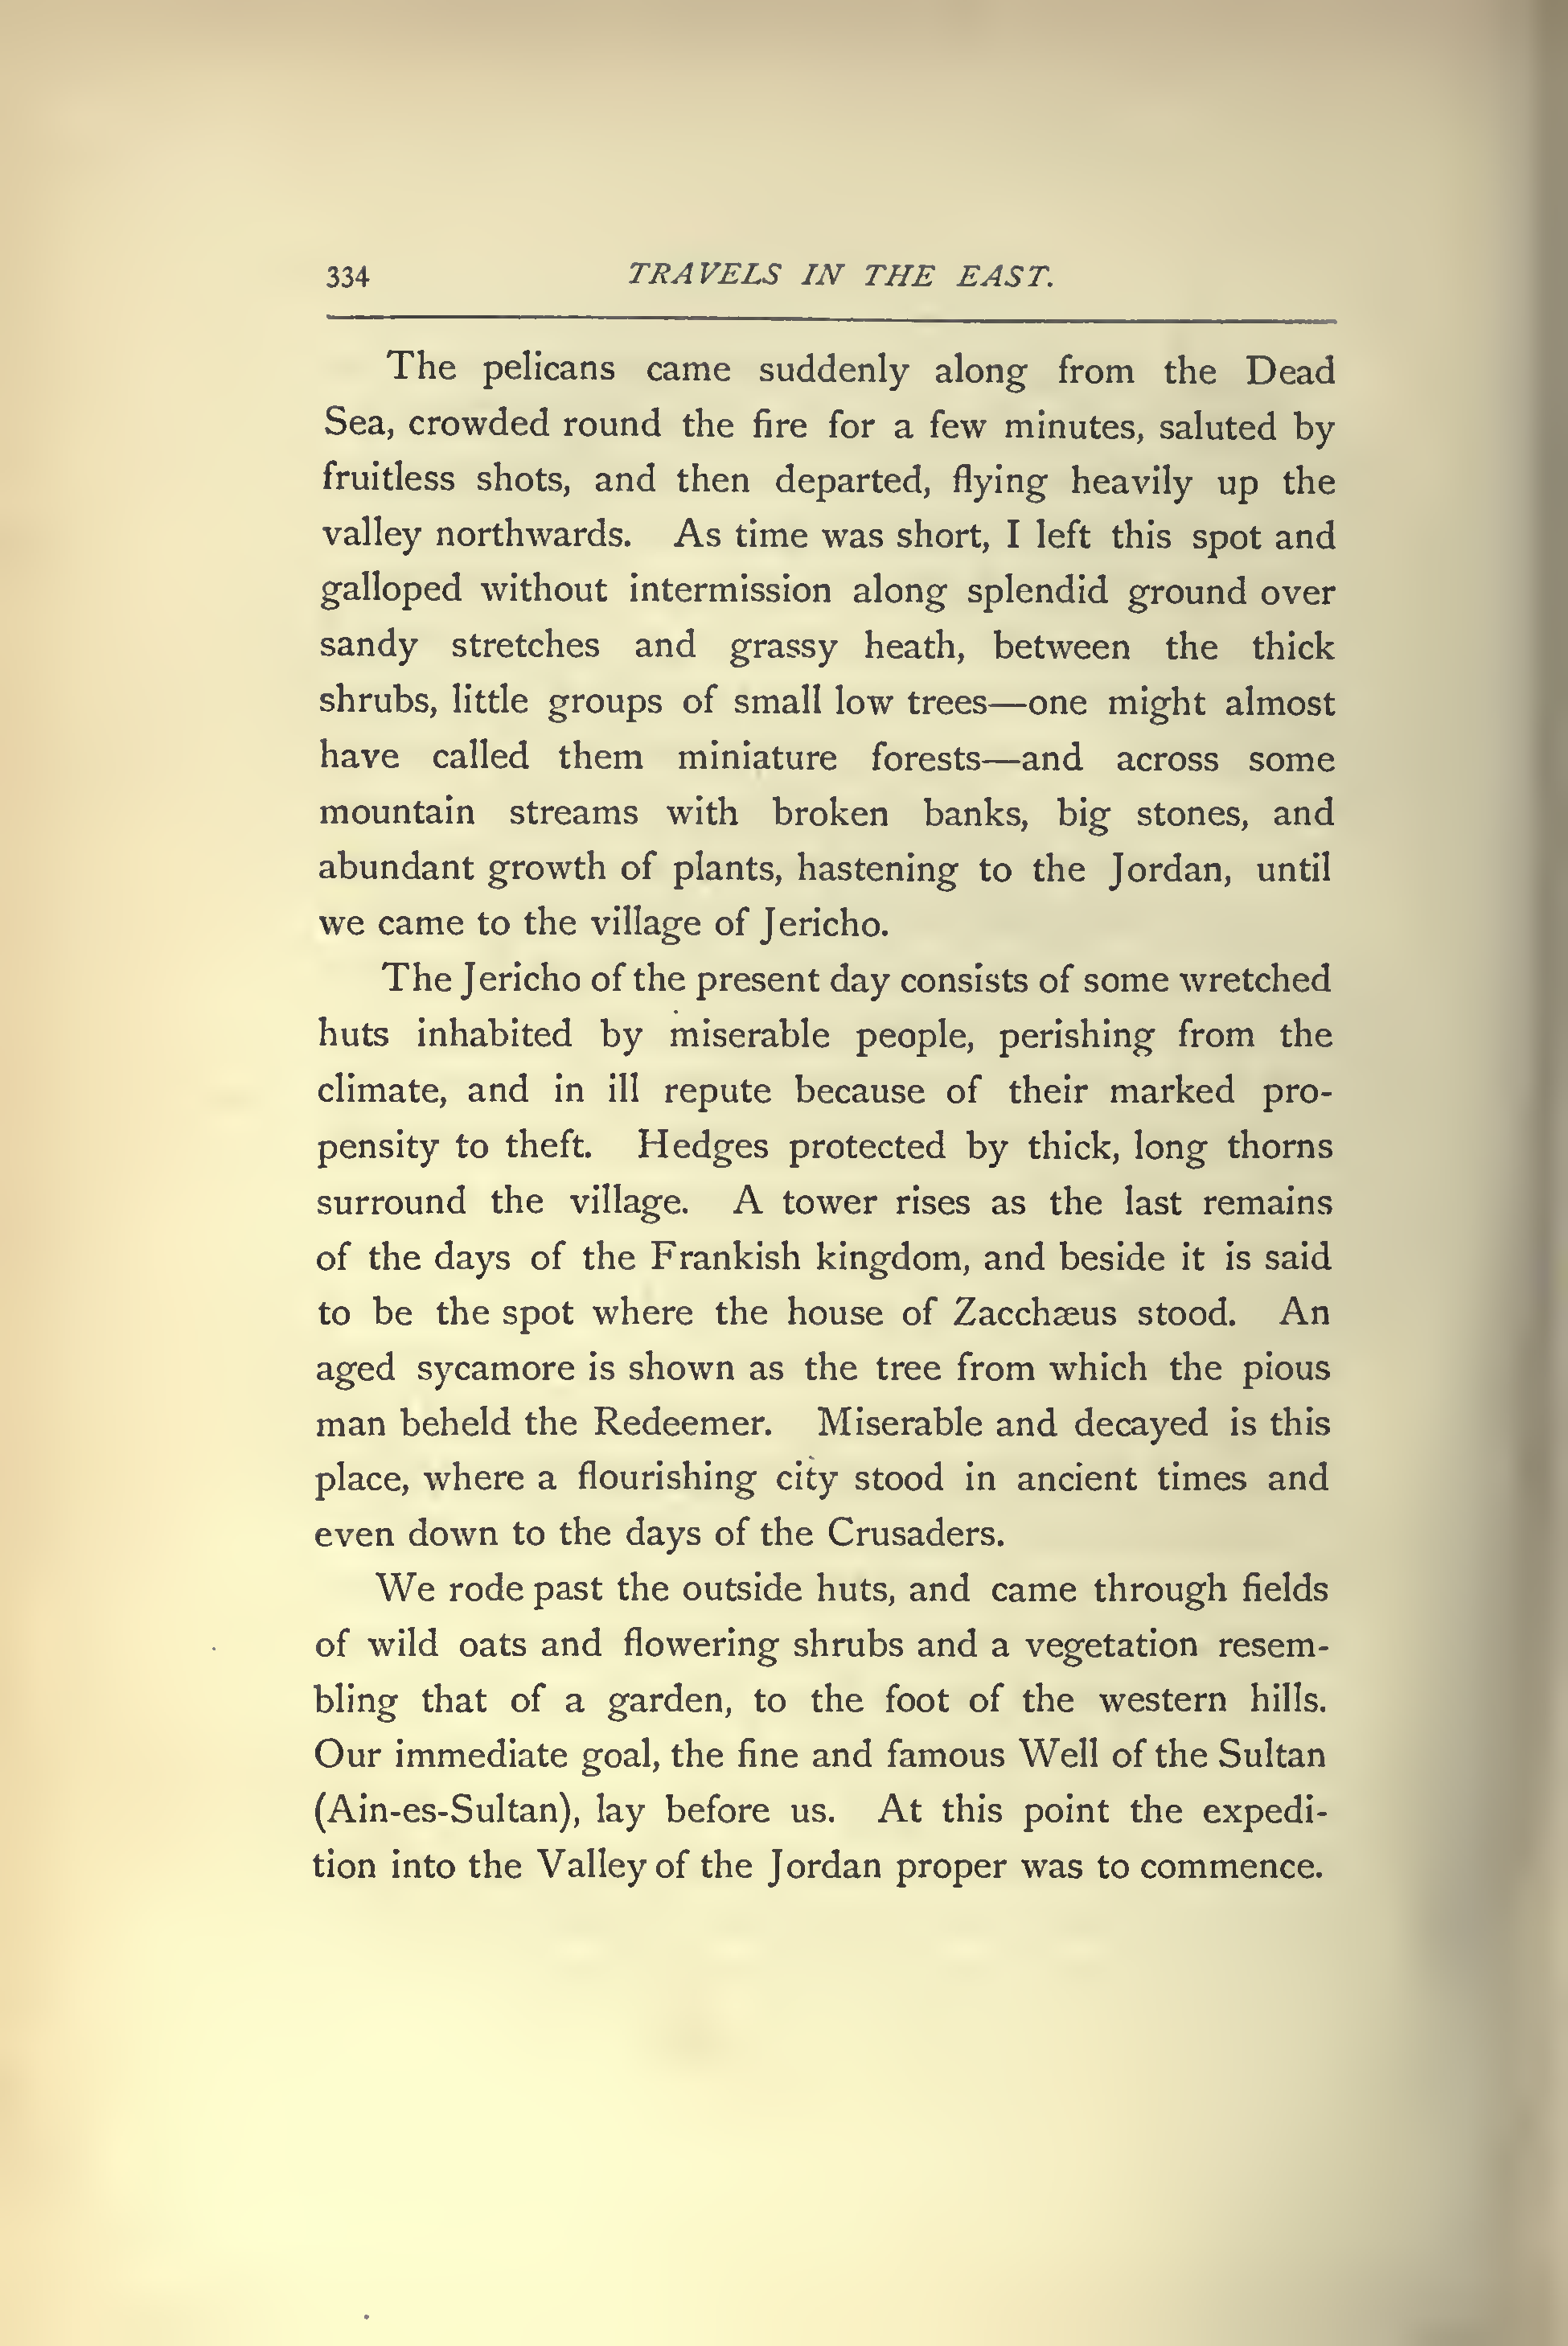 334 TRAVELS IN THE EAST.
The pelicans came suddenly along from the Dead
Sea, crowded round the fire for a few minutes, saluted by
fruitless shots, and then departed, flying heavily up the
valley northwards. As time was short, I left this spot and
galloped without intermission along splendid ground over
sandy stretches and grassy heath, between the thick
shrubs, little groups of small low trees—one might almost
have called them miniature forests—and across some
mountain streams with broken banks, big stones, and
abundant growth of plants, hastening to the Jordan, until
we came to the village of Jericho.
The Jericho of the present day consists of some wretched
huts inhabited by miserable people, perishing from the
climate, and in ill repute because of their marked pro-
pensity to theft. Hedges protected by thick, long thorns
surround the village. A tower rises as the last remains
of the days of the Frankish kingdom, and beside it is said
to be the spot where the house of Zacchæus stood. An
aged sycamore is shown as the tree from which the pious
man beheld the Redeemer. Miserable and decayed is this
place, where a flourishing city stood in ancient times and
even down to the days of the Crusaders.
We rode past the outside huts, and came through fields
of wild oats and flowering shrubs and a vegetation resem-
bling that of a garden, to the foot of the western hills.
Our immediate goal, the fine and famous Well of the Sultan
(Ain-es-Sultan), lay before us. At this point the expedi-
tion into the Valley of the Jordan proper was to commence.